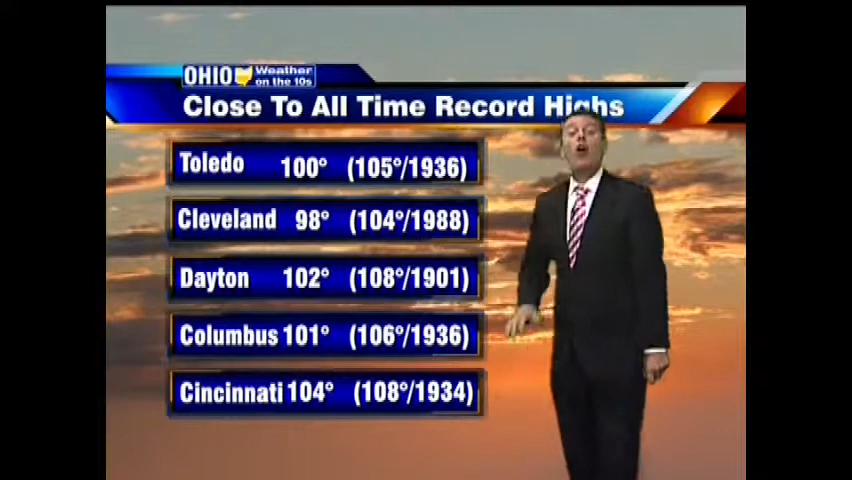 OHIO Weather
on the 10s
Close To All Time Record Highs
Toledo 100° (105°/1936)
Cleveland 98° (104°/1988)
Dayton 102° (108°/1901)
Columbus 101° (106°/1936)
Cincinnati 104° (108°/1934)